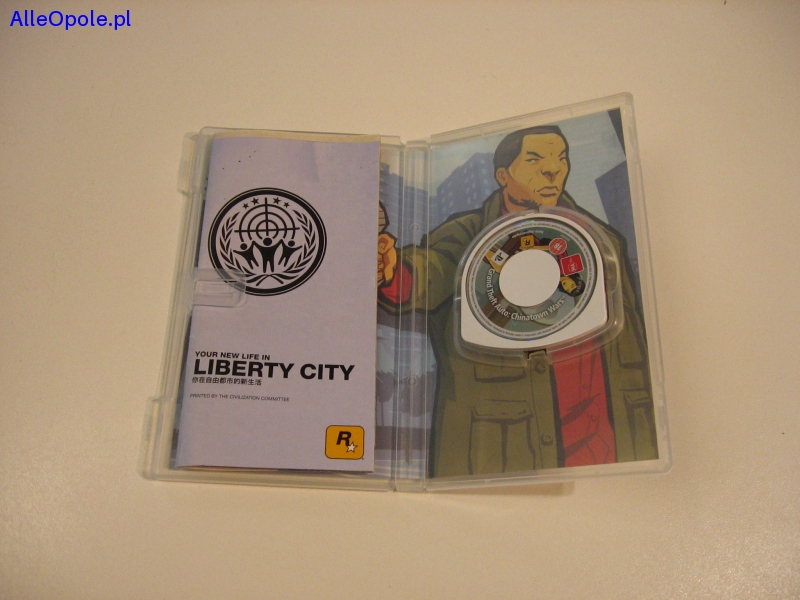 AlleOpole.pl
YOUR NEW LIFE IN
LIBERTY CITY
你在自由都市的新生活
PRINTED BY THE CIVILIZATION COMMITTEE
R
R
18
Grand Theft Auto: Chinatown Wars